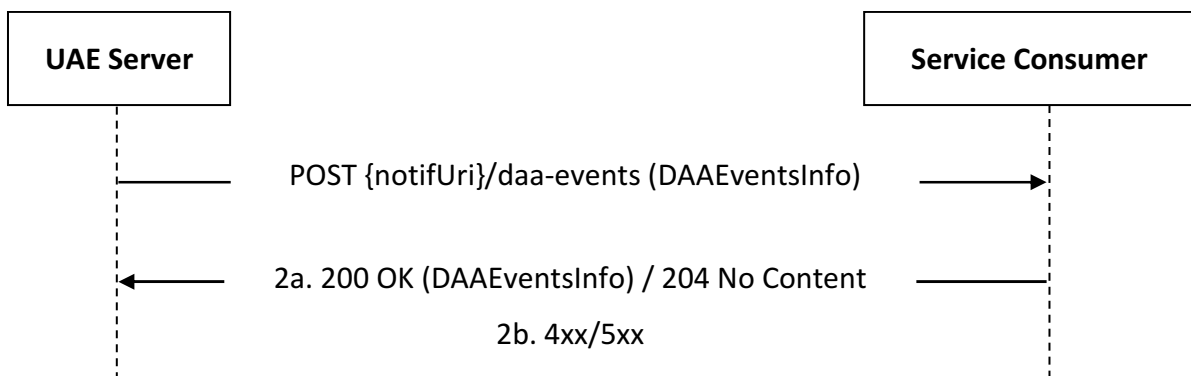 UAE Server
Service Consumer
POST {notifUri}/daa-events (DAAEventsInfo)
2a. 200 OK (DAAEventsInfo) / 204 No Content
2b. 4xx/5xx